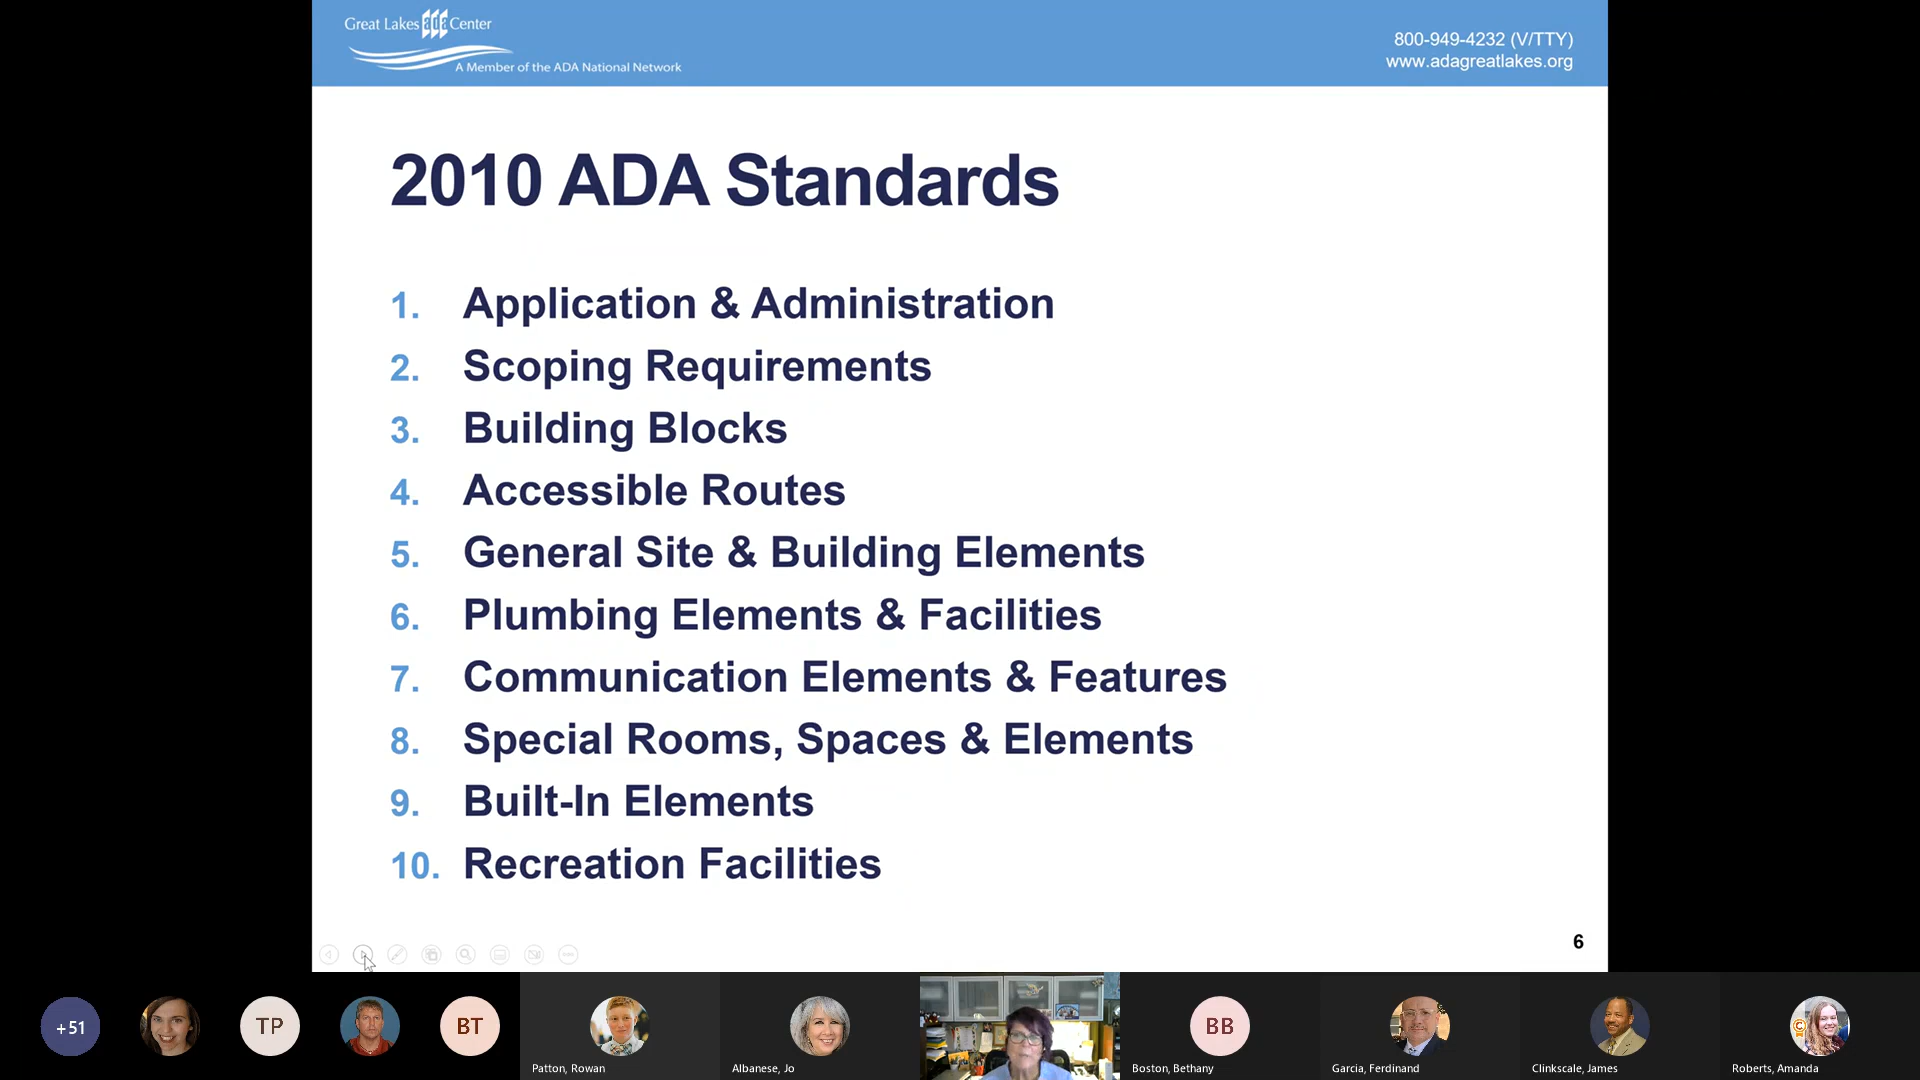 Great Lakes ada Center
A Member of the ADA National Network
800-949-4232 (V/TTY)
www.adagreatlakes.org
2010 ADA Standards
1. Application & Administration
2. Scoping Requirements
3. Building Blocks
4. Accessible Routes
5. General Site & Building Elements
6. Plumbing Elements & Facilities
7. Communication Elements & Features
8. Special Rooms, Spaces & Elements
9. Built-In Elements
10. Recreation Facilities
6
+51
TP
BT
Patton, Rowan
Albanese, Jo
BB
Boston, Bethany
Garcia, Ferdinand
Clinkscale, James
Roberts, Amanda